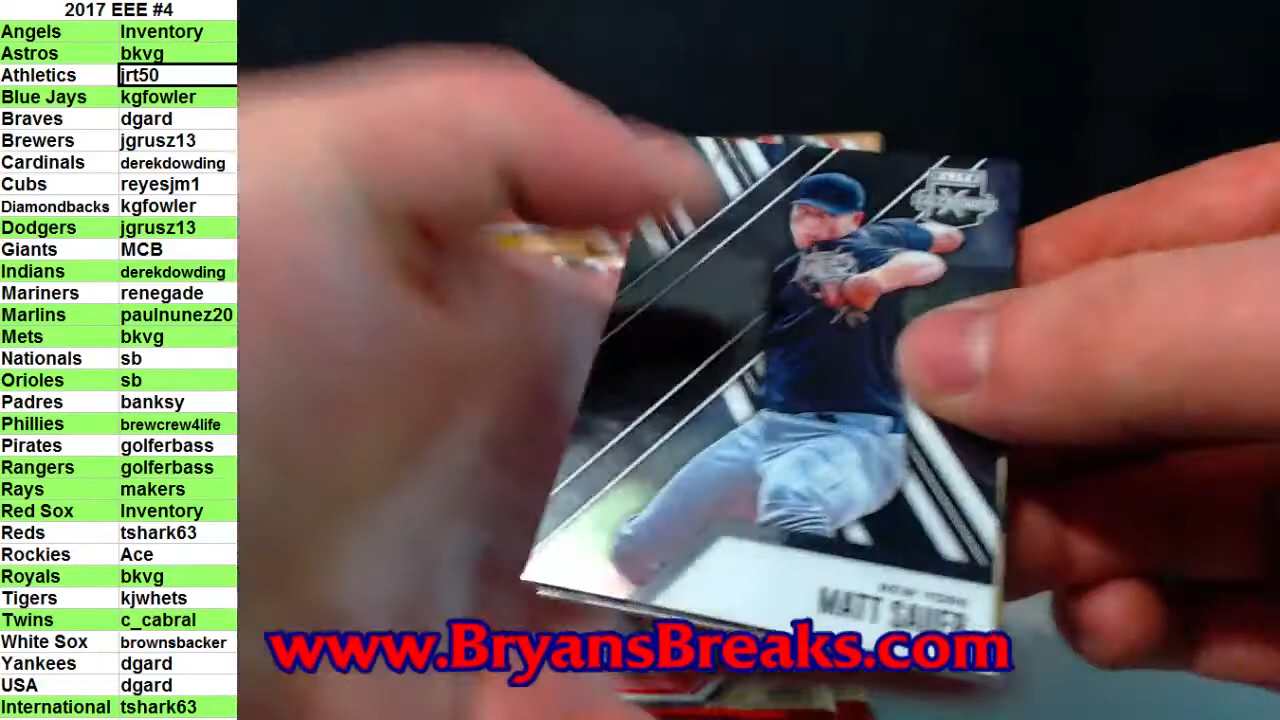 2017 EEE #4
Angels Inventory
Astros bkvg
Athletics jrt50
Blue Jays kgfowler
Braves dgard
Brewers jgrusz13
Cardinals derekdowding
Cubs reyesjm1
Diamondbacks kgfowler
Dodgers jgrusz13
Giants MCB
Indians derekdowding
Mariners renegade
Marlins paulnunez20
Mets bkvg
Nationals sb
Orioles sb
Padres banksy
Phillies brewcrew4life
Pirates golferbass
Rangers golferbass
Rays makers
Red Sox Inventory
Reds tshark63
Rockies Ace
Royals bkvg
Tigers kjwhets
Twins c_cabral
White Sox brownsbacker
Yankees dgard
USA dgard
International tshark63
NEW YORK
MATT SAUER
www.BryansBreaks.com